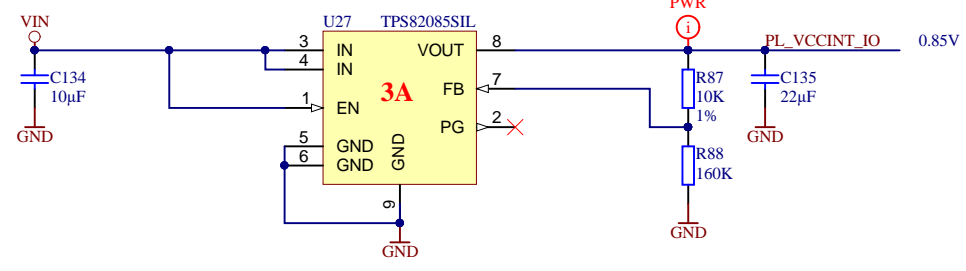 PWR
VIN
U27 TPS82085SIL
i
3 IN VOUT 8 PL_VCCINT_IO 0.85V
4 IN
C134
10µF
3A
FB 7
R87
10K
1%
C135
22µF
1 EN
PG 2
GND
GND
5 GND
6 GND
GND
R88
160K
9
GND
GND